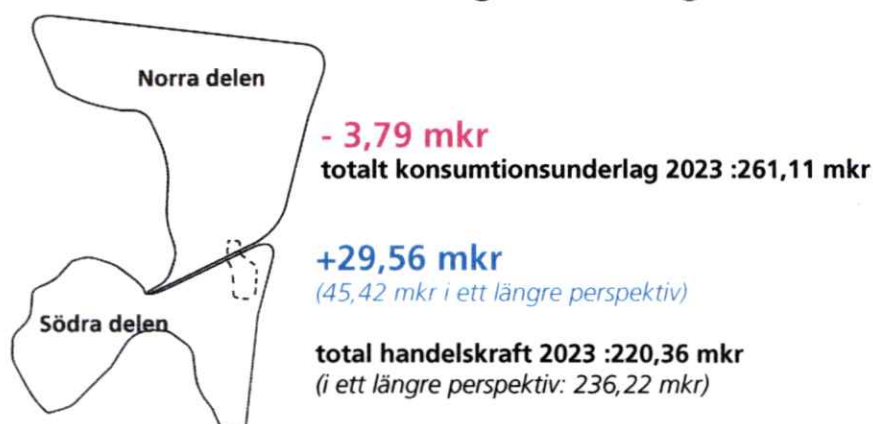 Norra delen
- 3,79 mkr
totalt konsumtionsunderlag 2023 :261,11 mkr
+29,56 mkr
(45,42 mkr i ett längre perspektiv)
Södra delen
total handelskraft 2023 :220,36 mkr
(i ett längre perspektiv: 236,22 mkr)